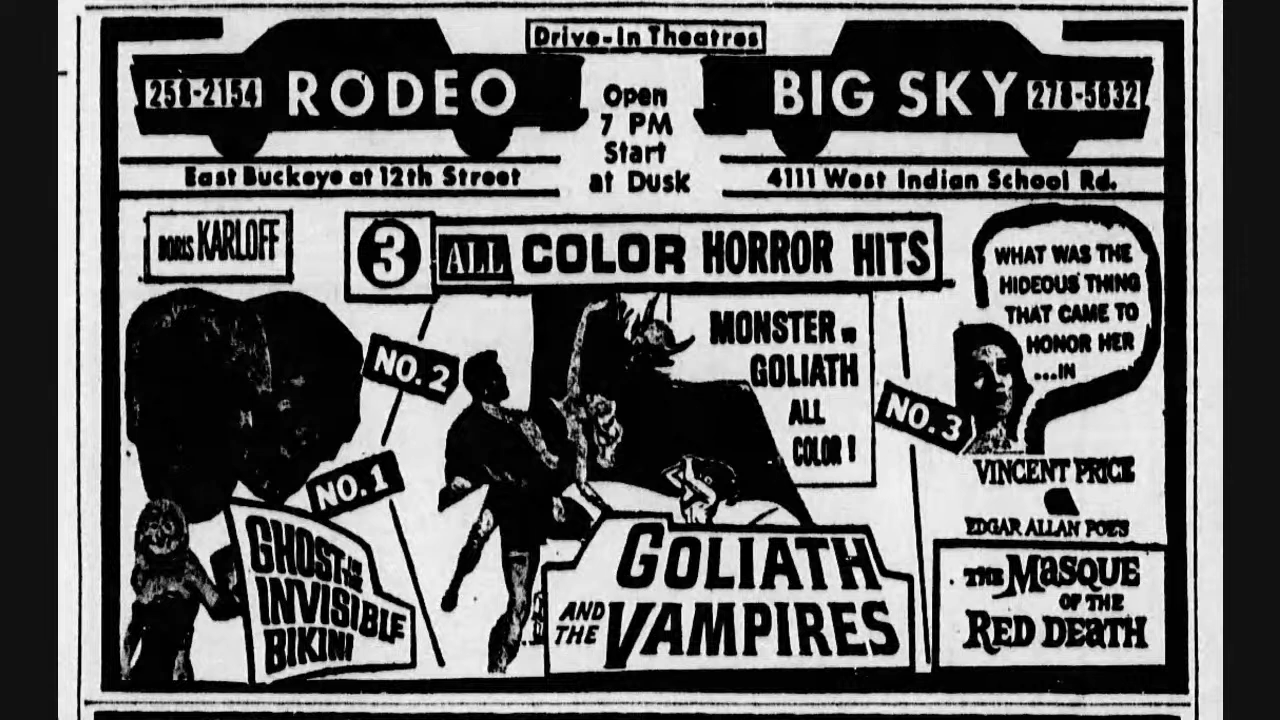 Drive-In Theatres
258-2154 RODEO
East Buckeye at 12th Street
Open
7 PM
Start
at Dusk
BIG SKY 278-5632
4111 West Indian School Rd.
BORIS KARLOFF
3 ALL COLOR HORROR HITS
NO. 1
GHOST IN THE
INVISIBLE
BIKINI
NO. 2
MONSTER vs
GOLIATH
ALL
COLOR!
GOLIATH
AND THE VAMPIRES
NO. 3
WHAT WAS THE
HIDEOUS THING
THAT CAME TO
HONOR HER
...IN
VINCENT PRICE
EDGAR ALLAN POE'S
THE MASQUE
OF THE
RED DEATH